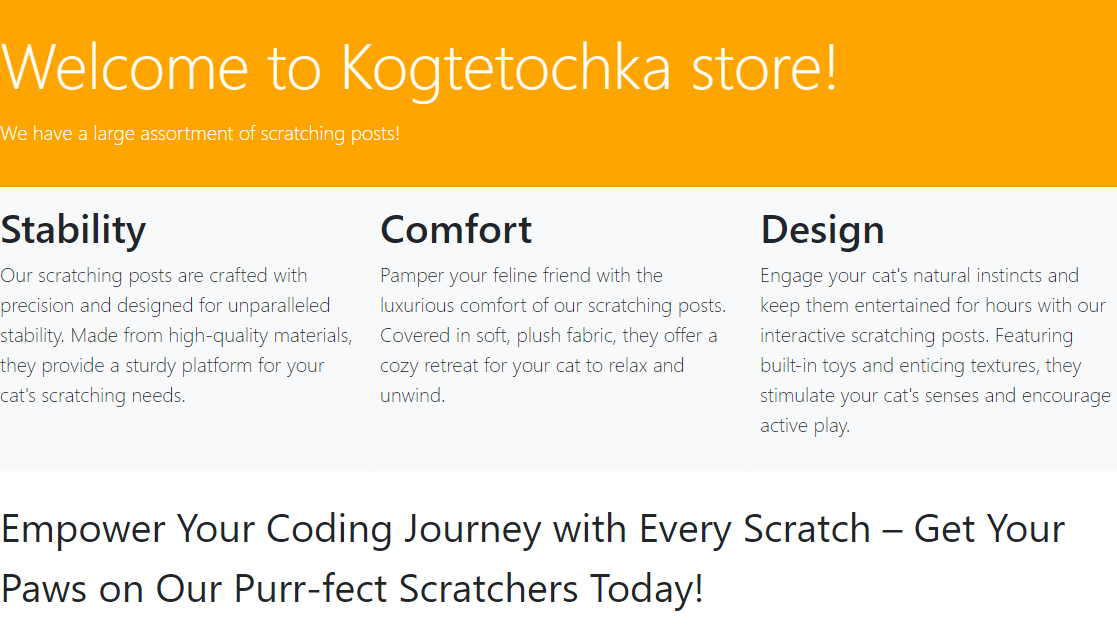 Welcome to Kogtetochka store!
We have a large assortment of scratching posts!
Stability
Our scratching posts are crafted with
precision and designed for unparalleled
stability. Made from high-quality materials,
they provide a sturdy platform for your
cat's scratching needs.
Comfort
Pamper your feline friend with the
luxurious comfort of our scratching posts.
Covered in soft, plush fabric, they offer a
cozy retreat for your cat to relax and
unwind.
Design
Engage your cat's natural instincts and
keep them entertained for hours with our
interactive scratching posts. Featuring
built-in toys and enticing textures, they
stimulate your cat's senses and encourage
active play.
Empower Your Coding Journey with Every Scratch – Get Your
Paws on Our Purr-fect Scratchers Today!